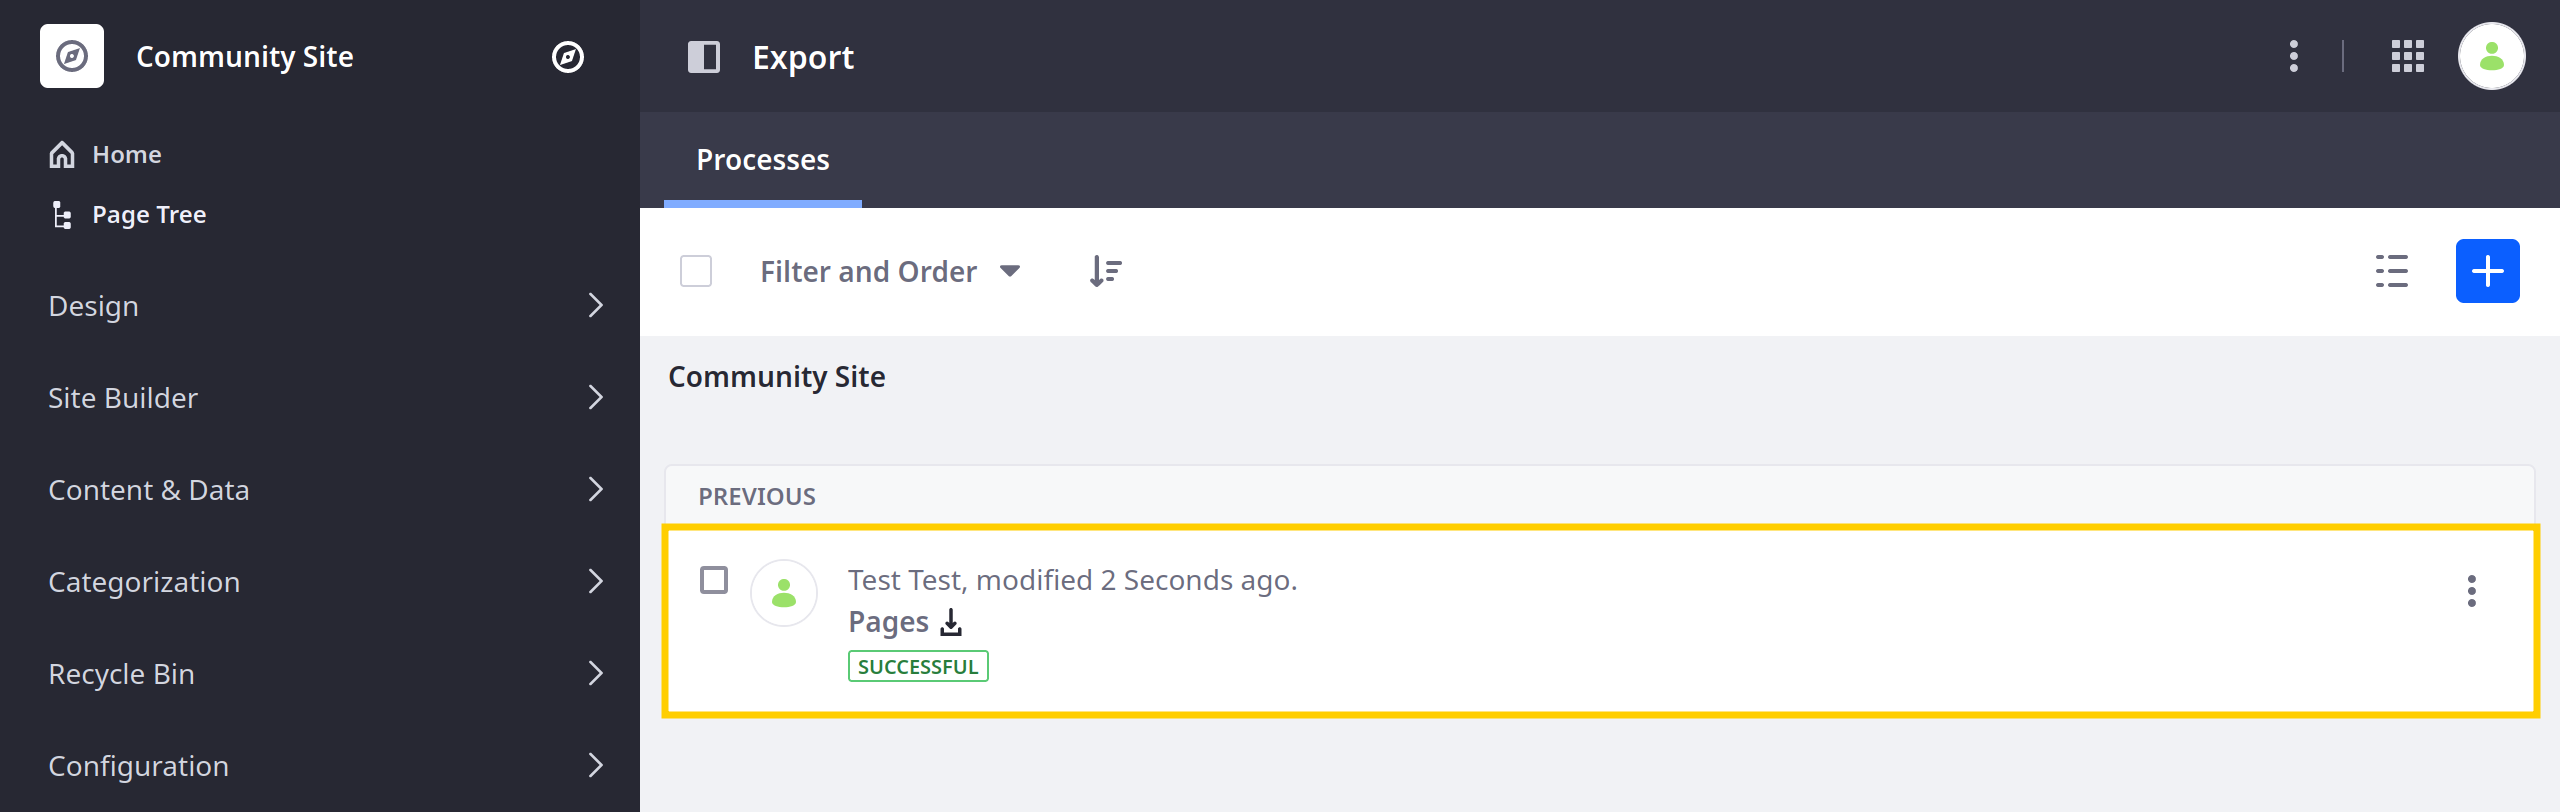 Community Site
Home
Page Tree
Design
Site Builder
Content & Data
Categorization
Recycle Bin
Configuration
Export
Processes
Filter and Order
Community Site
PREVIOUS
Test Test, modified 2 Seconds ago.
Pages
SUCCESSFUL